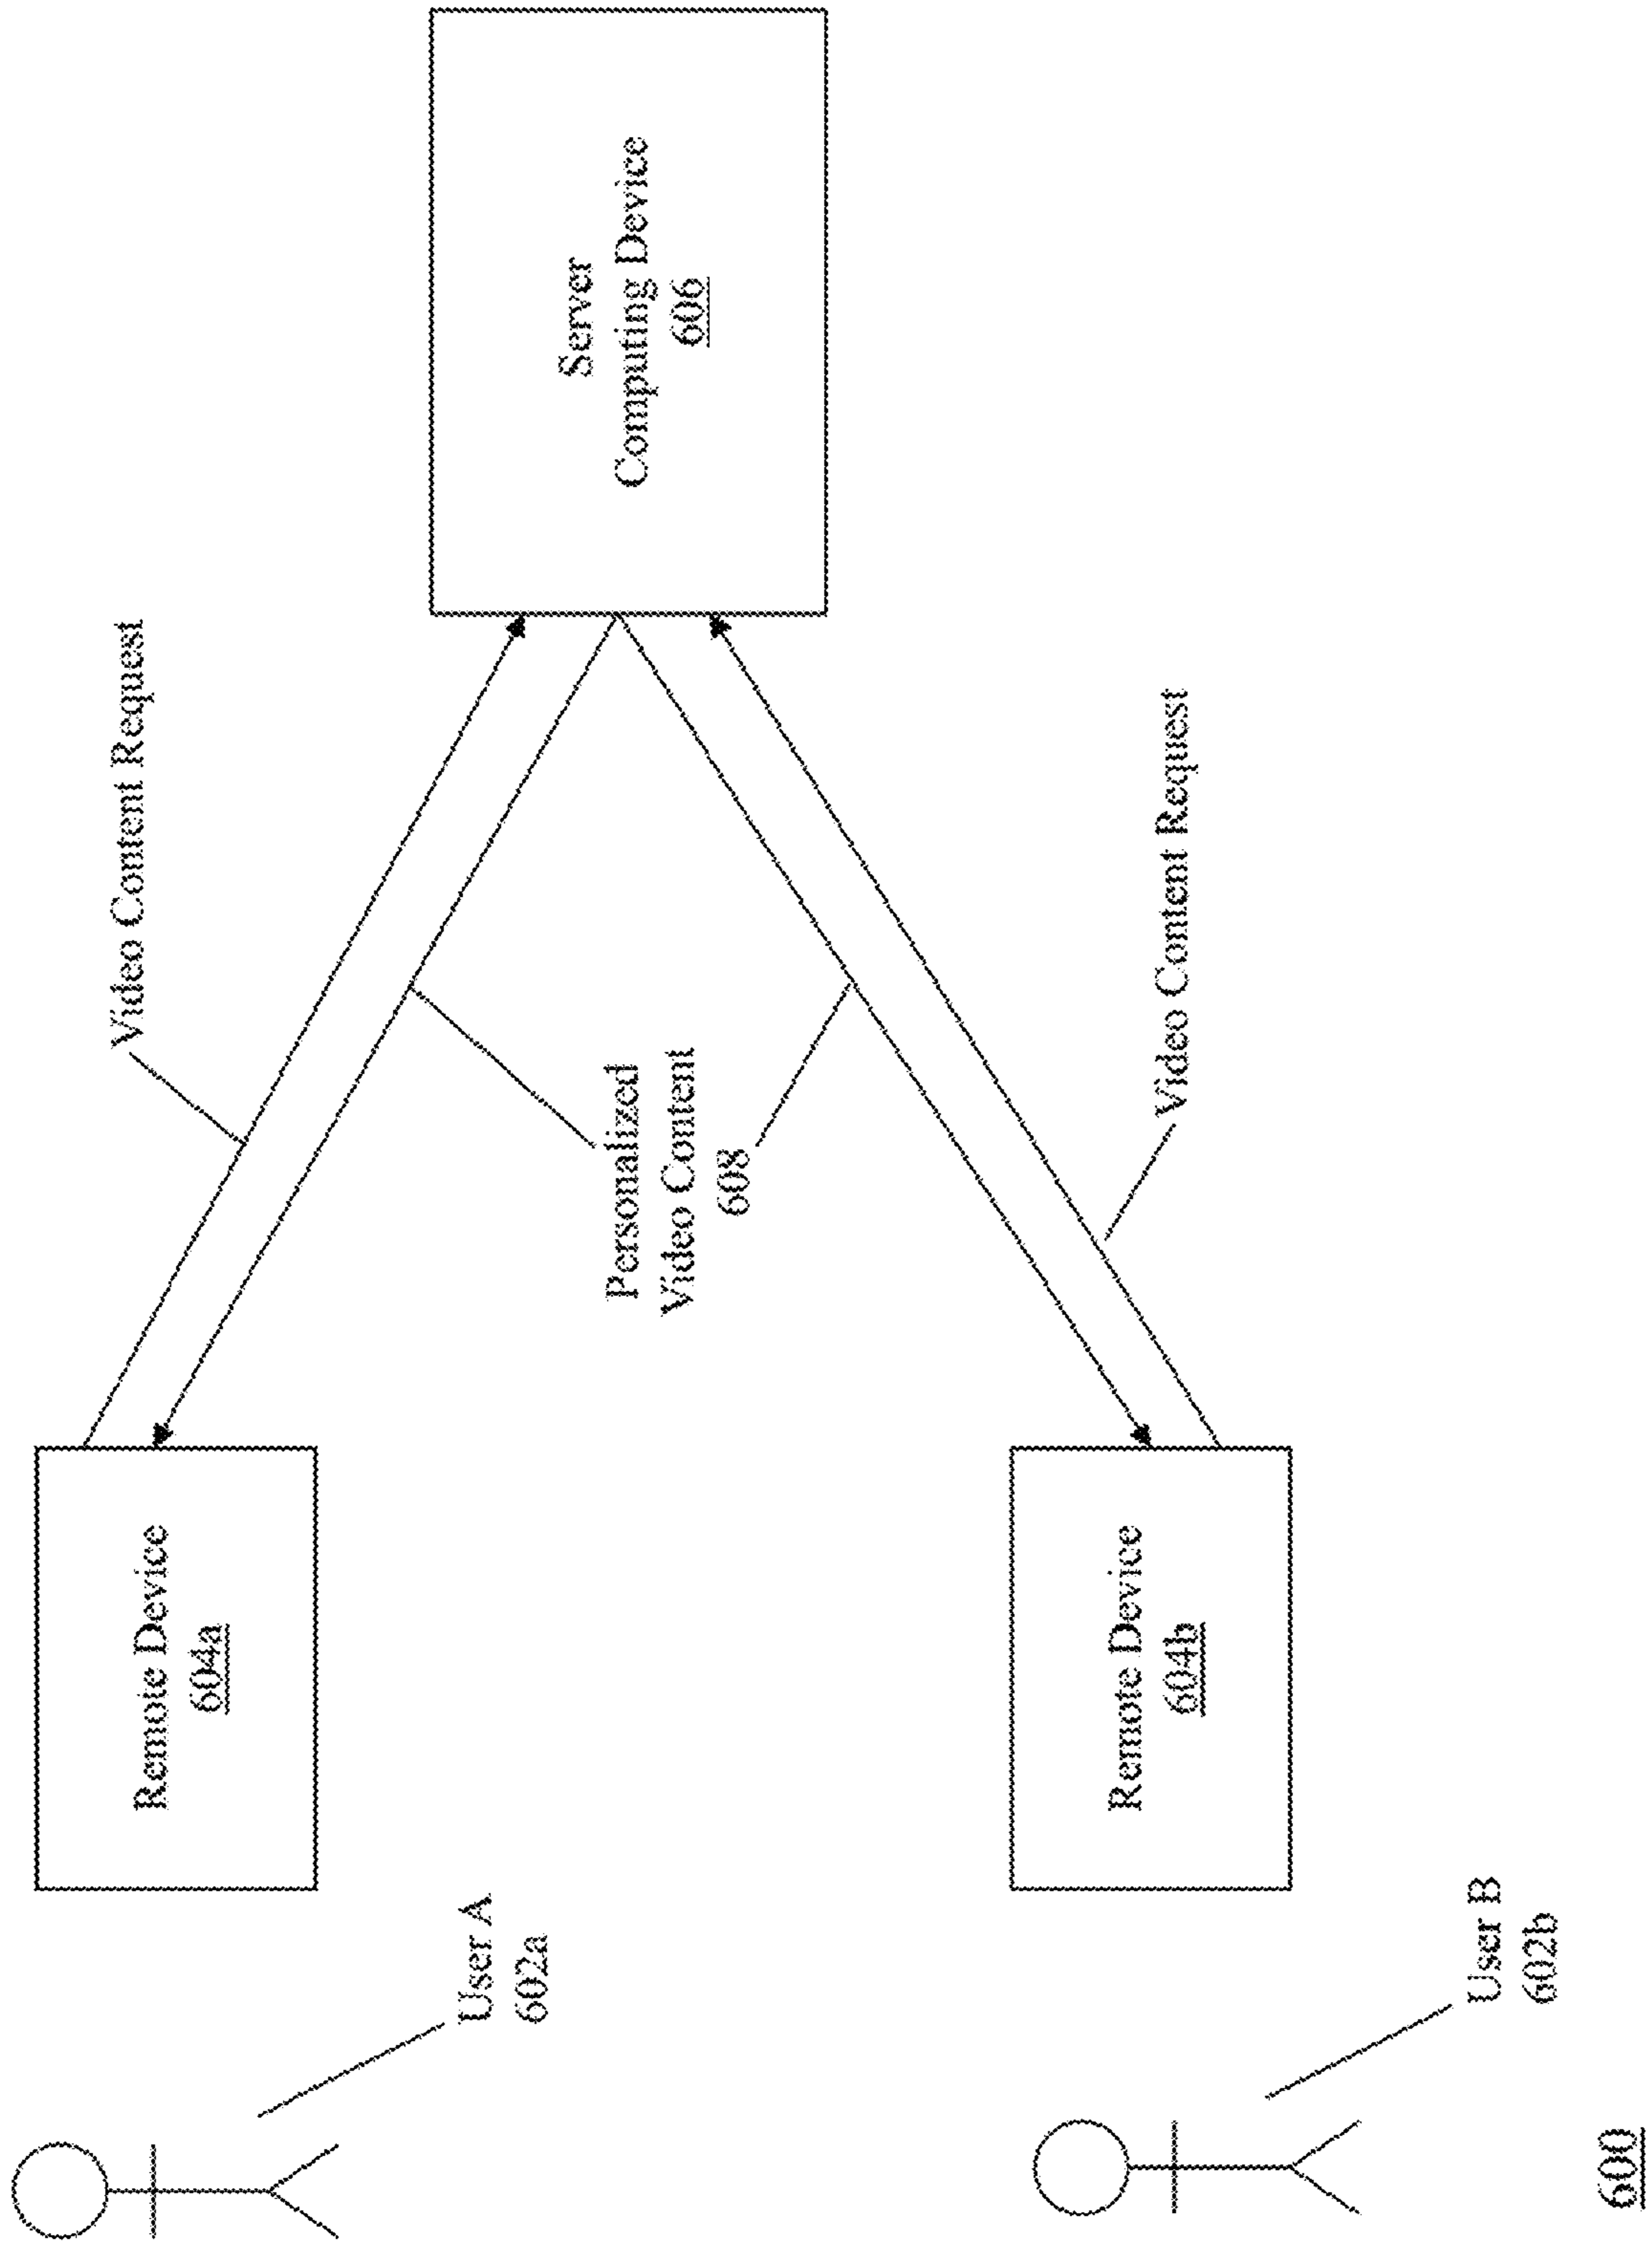 Video Content Request
Remote Device
604a
User A
602a
Server
Computing Device
606
Personalized
Video Content
608
Remote Device
604b
Video Content Request
User B
602b
600